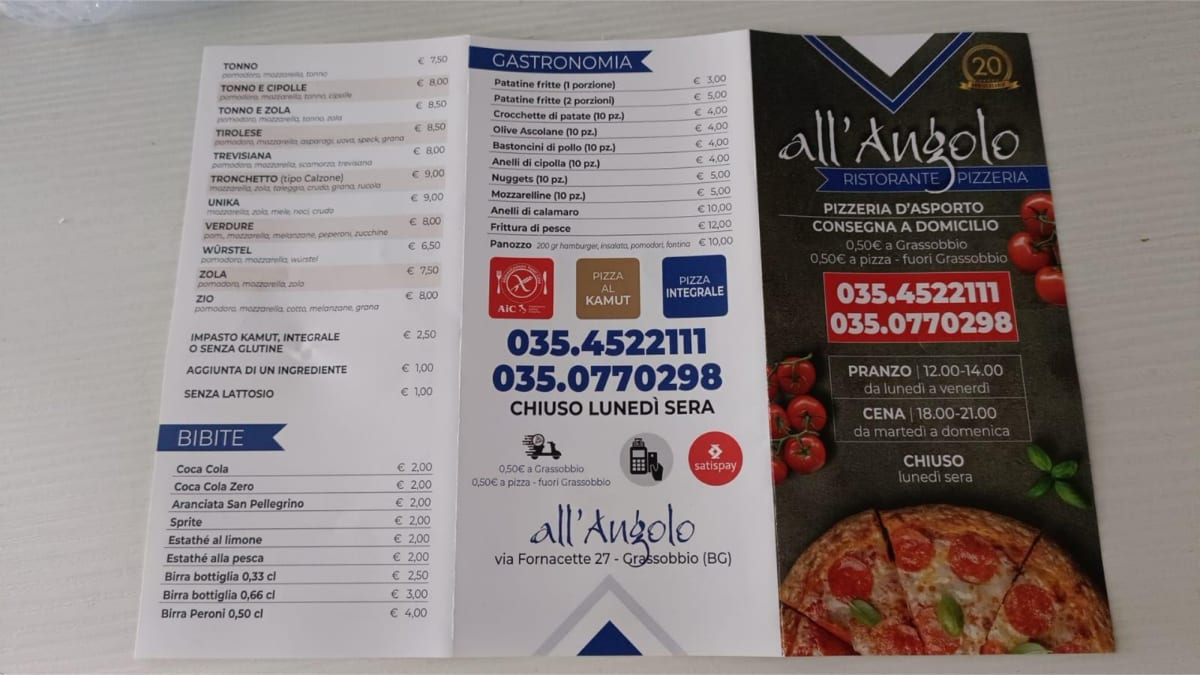 TONNO € 7,50
pomodoro, mozzarella, tonno
TONNO E CIPOLLE € 8,00
pomodoro, mozzarella, tonno, cipolle
TONNO E ZOLA € 8,50
pomodoro, mozzarella, tonno, zola
TIROLESE € 8,50
pomodoro, mozzarella, asparagi, uova, speck, grana
TREVISIANA € 8,00
pomodoro, mozzarella, scamorza, trevisana
TRONCHETTO (tipo Calzone) € 9,00
mozzarella, zola, taleggio, crudo, grana, rucola
UNIKA € 9,00
mozzarella, zola, mele, noci, crudo
VERDURE € 8,00
pom., mozzarella, melanzane, peperoni, zucchine
WÜRSTEL € 6,50
pomodoro, mozzarella, würstel
ZOLA € 7,50
pomodoro, mozzarella, zola
ZIO € 8,00
pomodoro, mozzarella, cotto, melanzane, grana
IMPASTO KAMUT, INTEGRALE € 2,50
O SENZA GLUTINE
AGGIUNTA DI UN INGREDIENTE € 1,00
SENZA LATTOSIO € 1,00
BIBITE
Coca Cola € 2,00
Coca Cola Zero € 2,00
Aranciata San Pellegrino € 2,00
Sprite € 2,00
Estathé al limone € 2,00
Estathé alla pesca € 2,00
Birra bottiglia 0,33 cl € 2,50
Birra bottiglia 0,66 cl € 3,00
Birra Peroni 0,50 cl € 4,00
GASTRONOMIA
Patatine fritte (1 porzione) € 3,00
Patatine fritte (2 porzioni) € 5,00
Crocchette di patate (10 pz.) € 4,00
Olive Ascolane (10 pz.) € 4,00
Bastoncini di pollo (10 pz.) € 4,00
Anelli di cipolla (10 pz.) € 4,00
Nuggets (10 pz.) € 5,00
Mozzarelline (10 pz.) € 5,00
Anelli di calamaro € 10,00
Frittura di pesce € 12,00
Panozzo 200 gr hamburger, insalata, pomodori, fontina € 10,00
AiC
PIZZA
AL
KAMUT
PIZZA
INTEGRALE
035.4522111
035.0770298
CHIUSO LUNEDÌ SERA
0,50€ a Grassobbio
0,50€ a pizza - fuori Grassobbio
satispay
all'Angolo
via Fornacette 27 - Grassobbio (BG)
20
all'Angolo
RISTORANTE PIZZERIA
PIZZERIA D'ASPORTO
CONSEGNA A DOMICILIO
0,50€ a Grassobbio
0,50€ a pizza - fuori Grassobbio
035.4522111
035.0770298
PRANZO | 12.00-14.00
da lunedì a venerdì
CENA | 18.00-21.00
da martedì a domenica
CHIUSO
lunedì sera